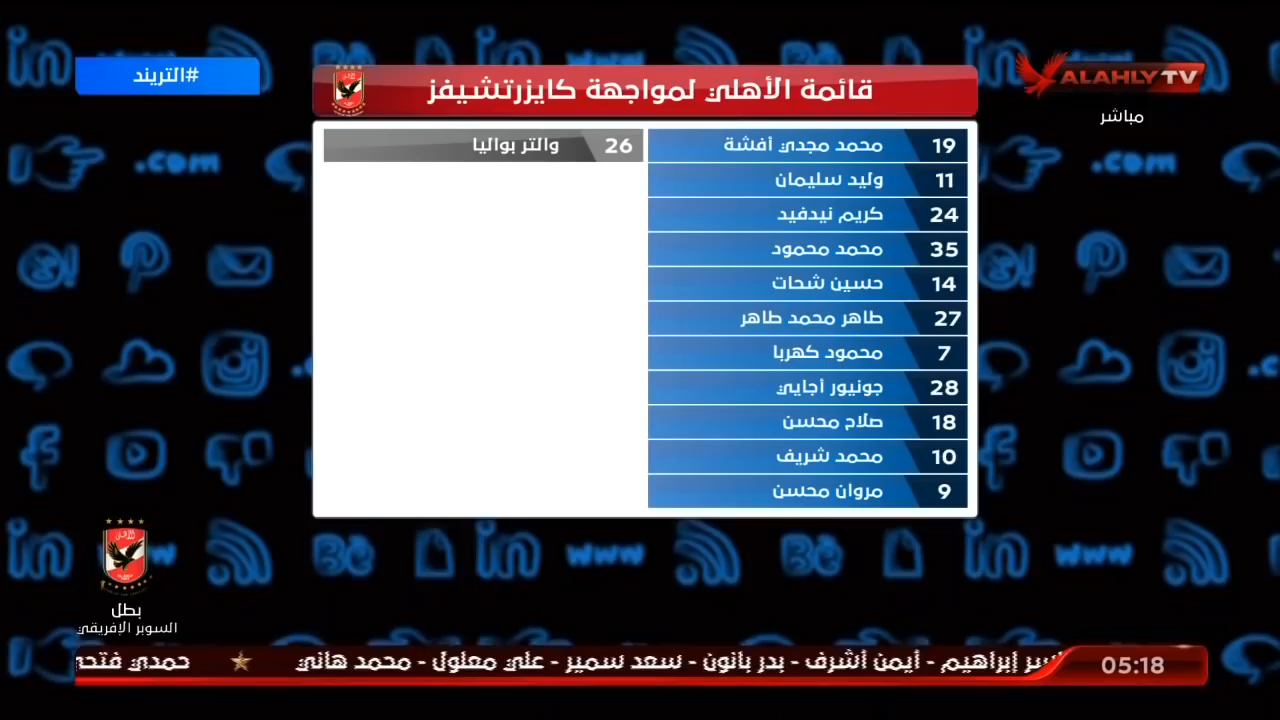 #التريند
قائمة الأهلي لمواجهة كايزرتشيفز
ALAHLY TV
مباشر
19 محمد مجدي أفشة
11 وليد سليمان
24 كريم نيدفيد
35 محمد محمود
14 حسين شحات
27 طاهر محمد طاهر
7 محمود كهربا
28 جونيور أجايي
18 صلاح محسن
10 محمد شريف
9 مروان محسن
26 والتر بواليا
بطل
السوبر الإفريقي
05:18
إبراهيم - أيمن أشرف - بدر بانون - سعد سمير - علي معلول - محمد هاني
حمدي فتحي